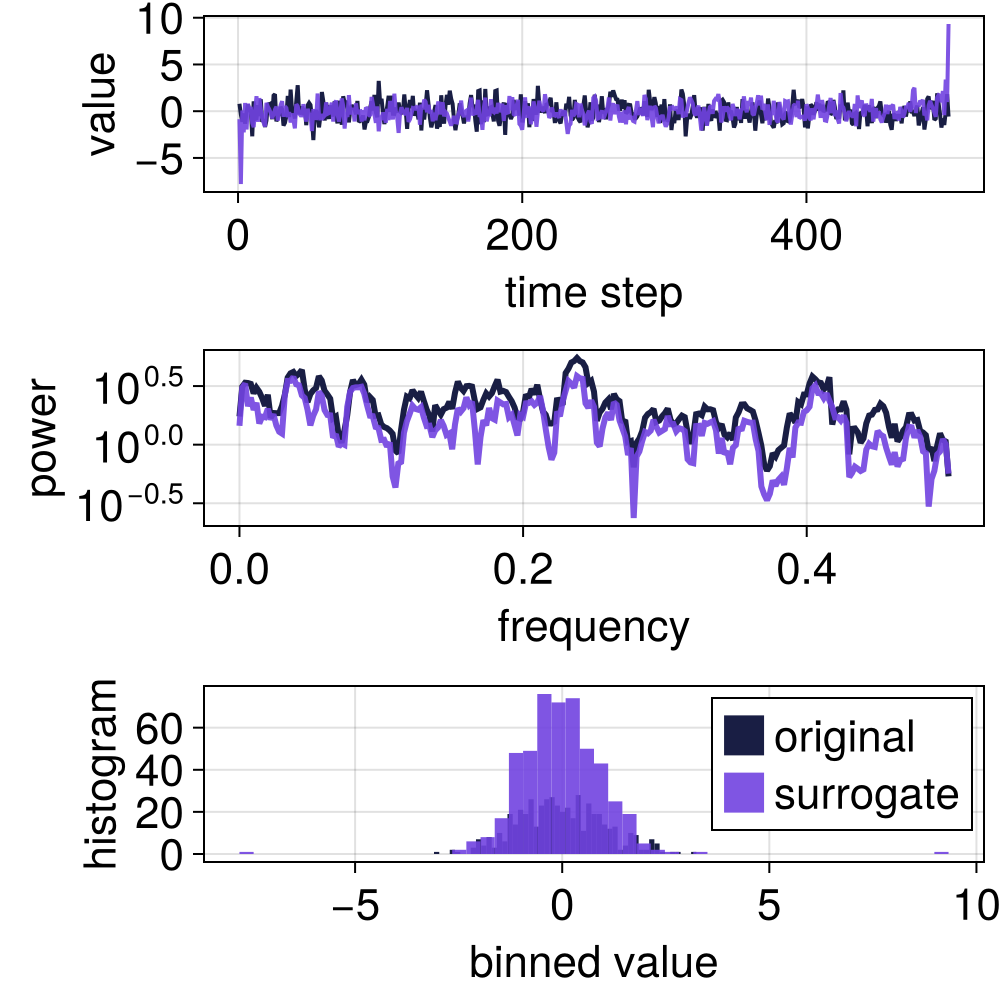 value
10
5
0
−5
0 200 400
time step
power
10^0.5
10^0.0
10^−0.5
0.0 0.2 0.4
frequency
histogram
60
40
20
0
original
surrogate
−5 0 5 10
binned value